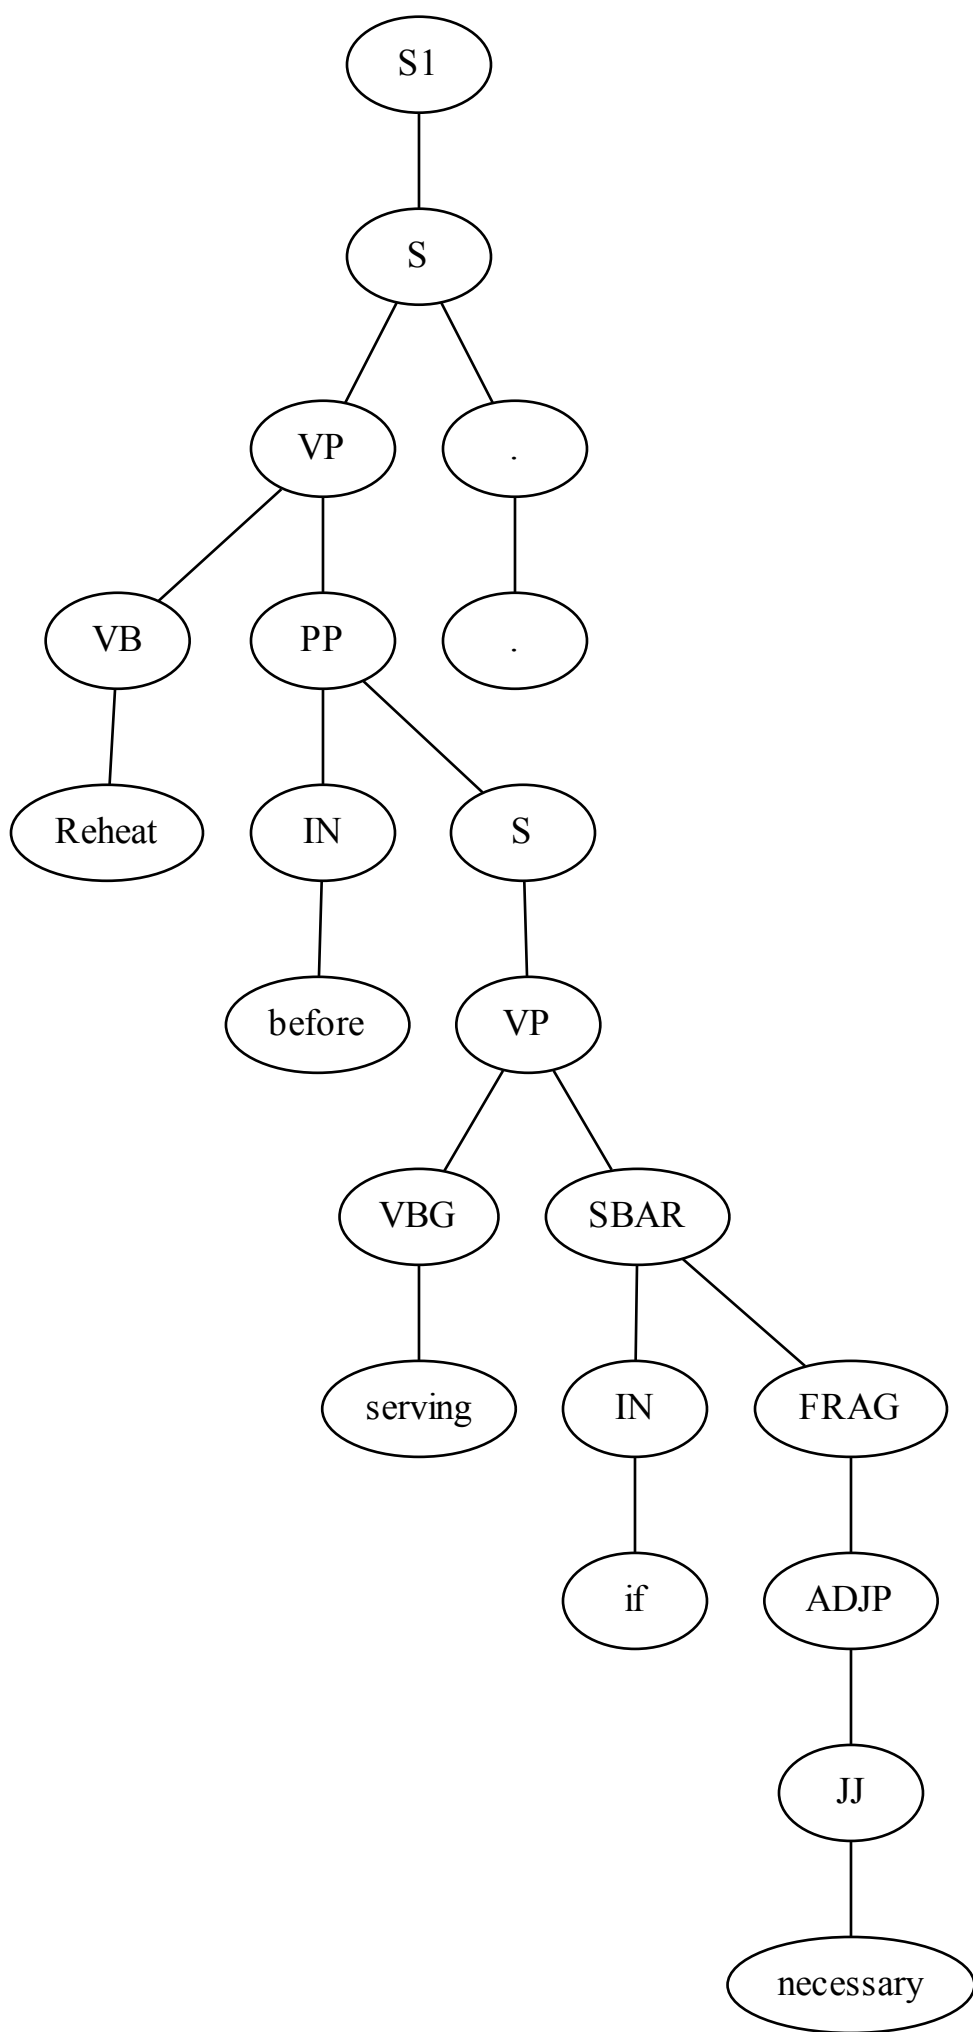 S1
S
VP .
VB PP .
Reheat IN S
before VP
VBG SBAR
serving IN FRAG
if ADJP
JJ
necessary